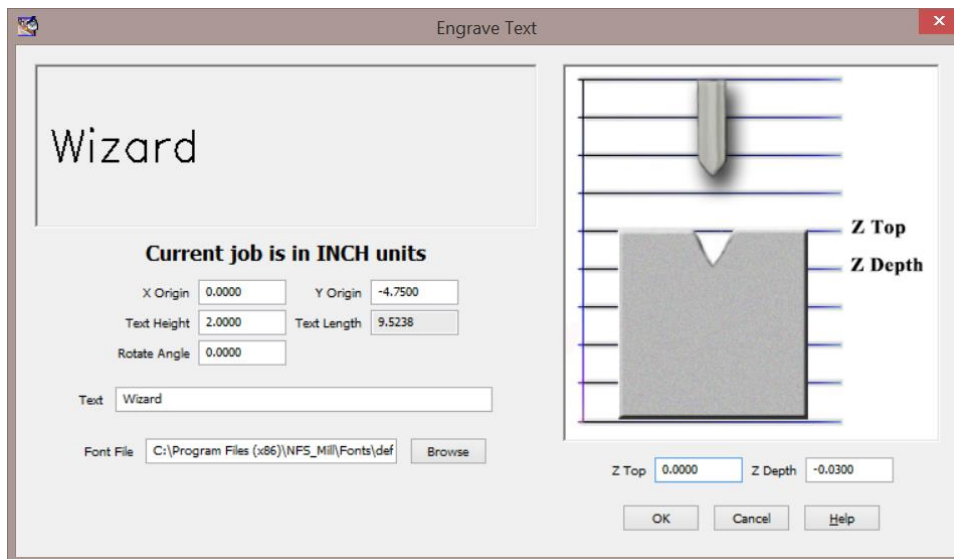 Engrave Text
x
Wizard
Current job is in INCH units
X Origin 0.0000 Y Origin -4.7500
Text Height 2.0000 Text Length 9.5238
Rotate Angle 0.0000
Text Wizard
Font File C:\Program Files (x86)\NFS_Mill\Fonts\def Browse
Z Top
Z Depth
Z Top 0.0000 Z Depth -0.0300
OK Cancel Help